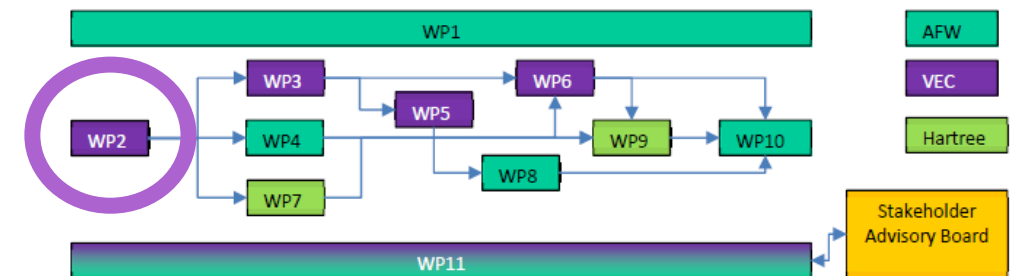 WP1
AFW
WP3
WP6
VEC
WP5
WP2
WP4
WP9
WP10
Hartree
WP8
WP7
Stakeholder
Advisory Board
WP11